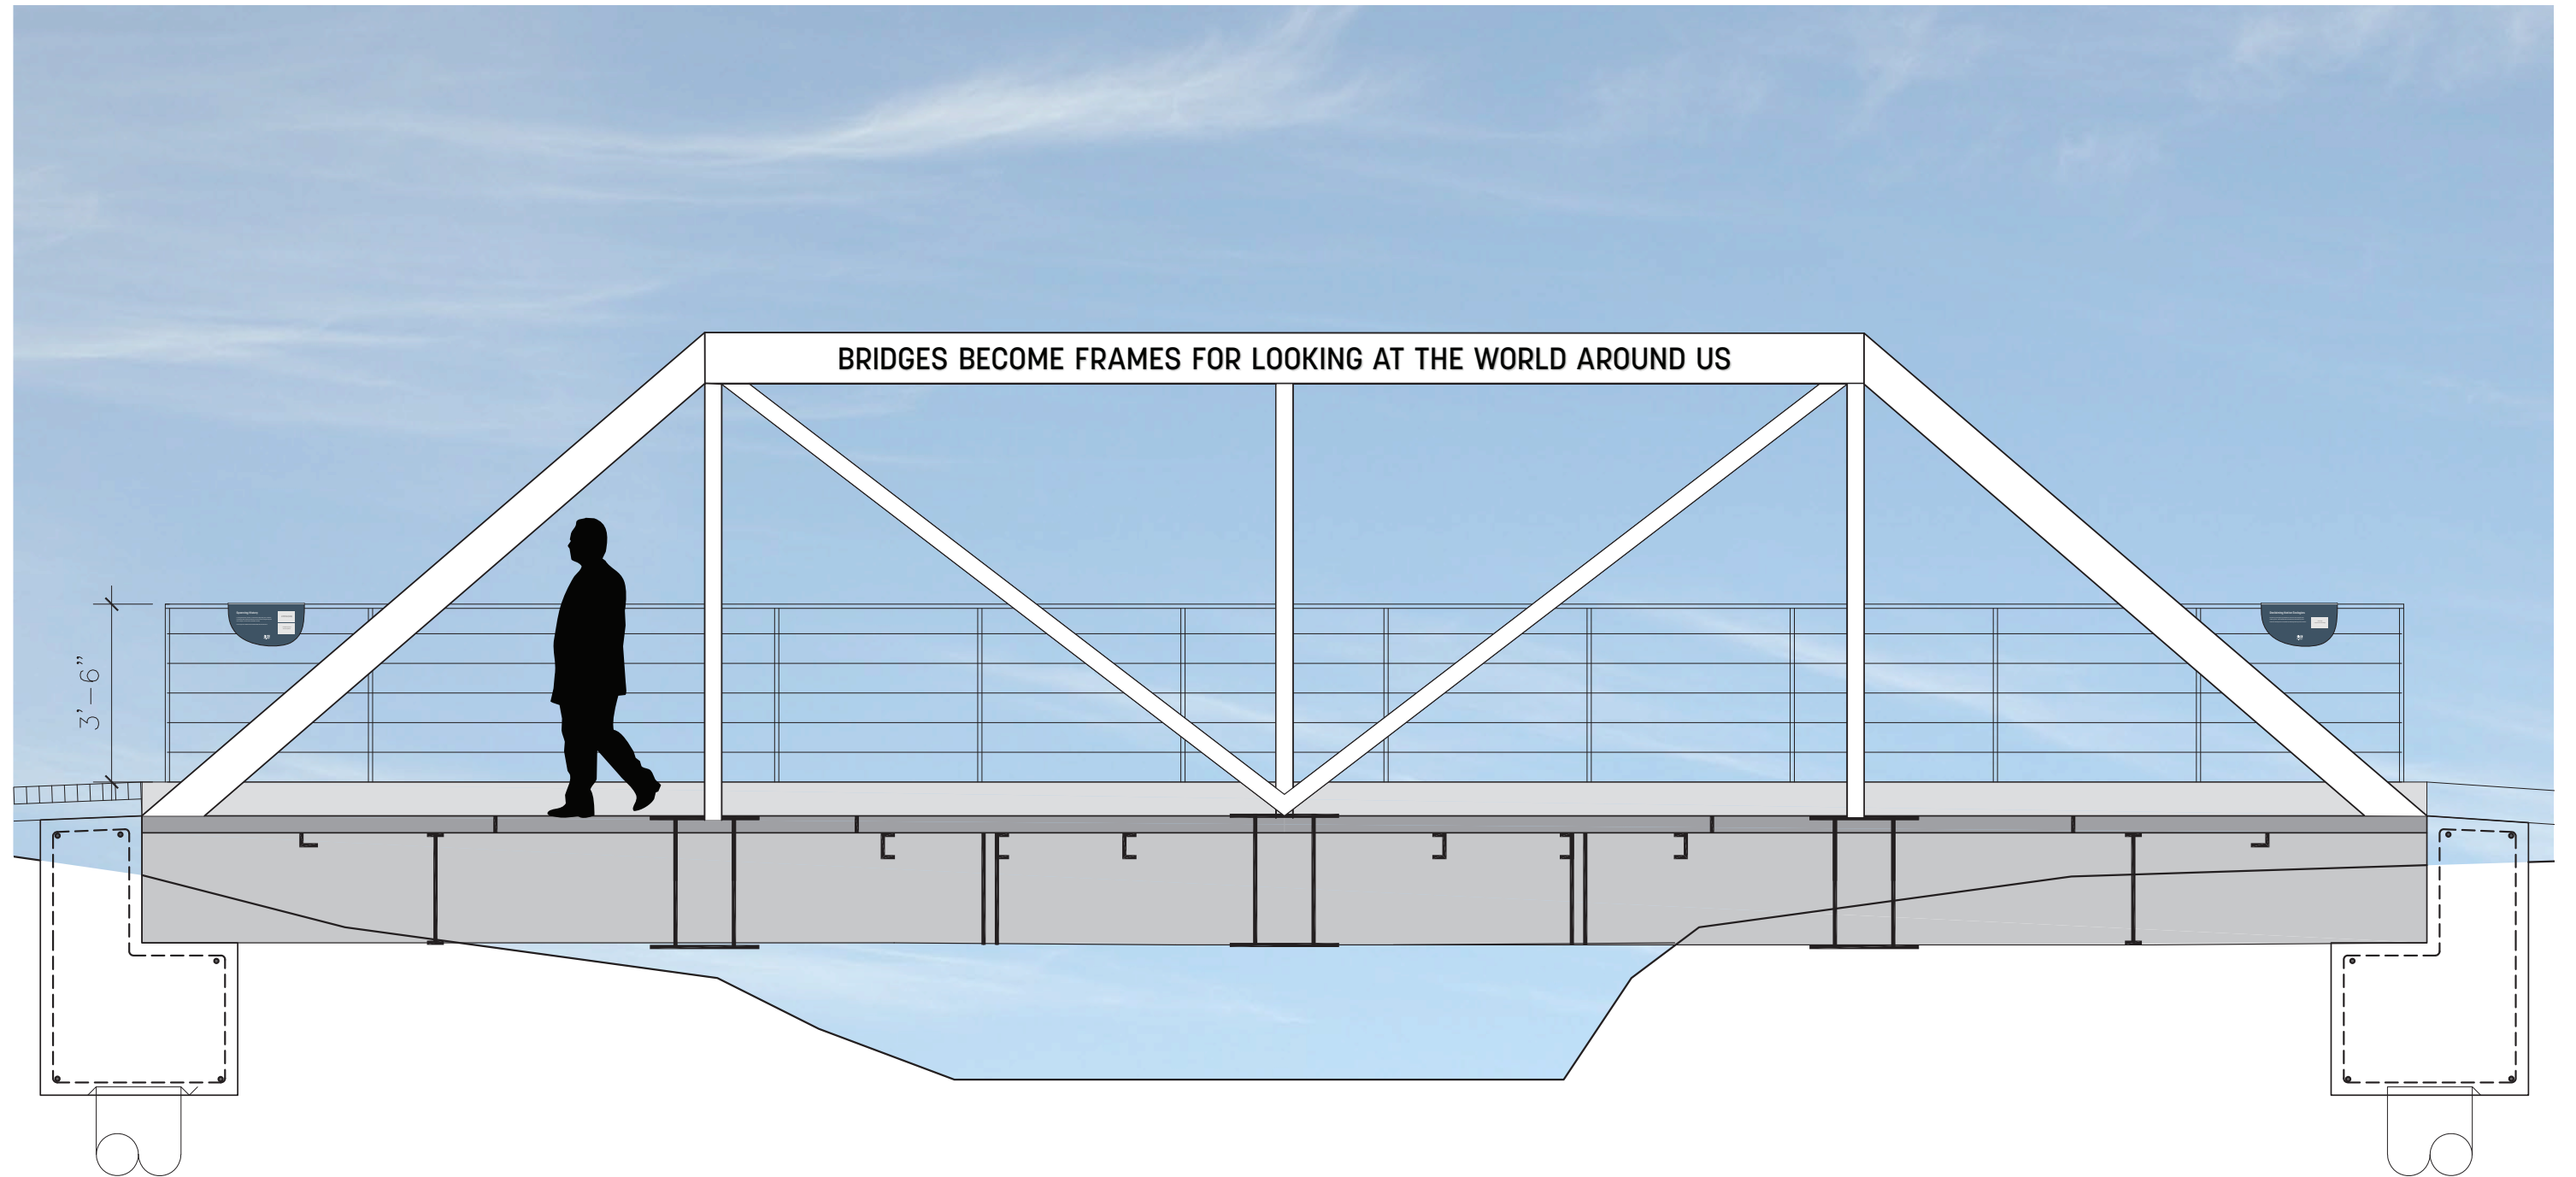 BRIDGES BECOME FRAMES FOR LOOKING AT THE WORLD AROUND US
3'–6"